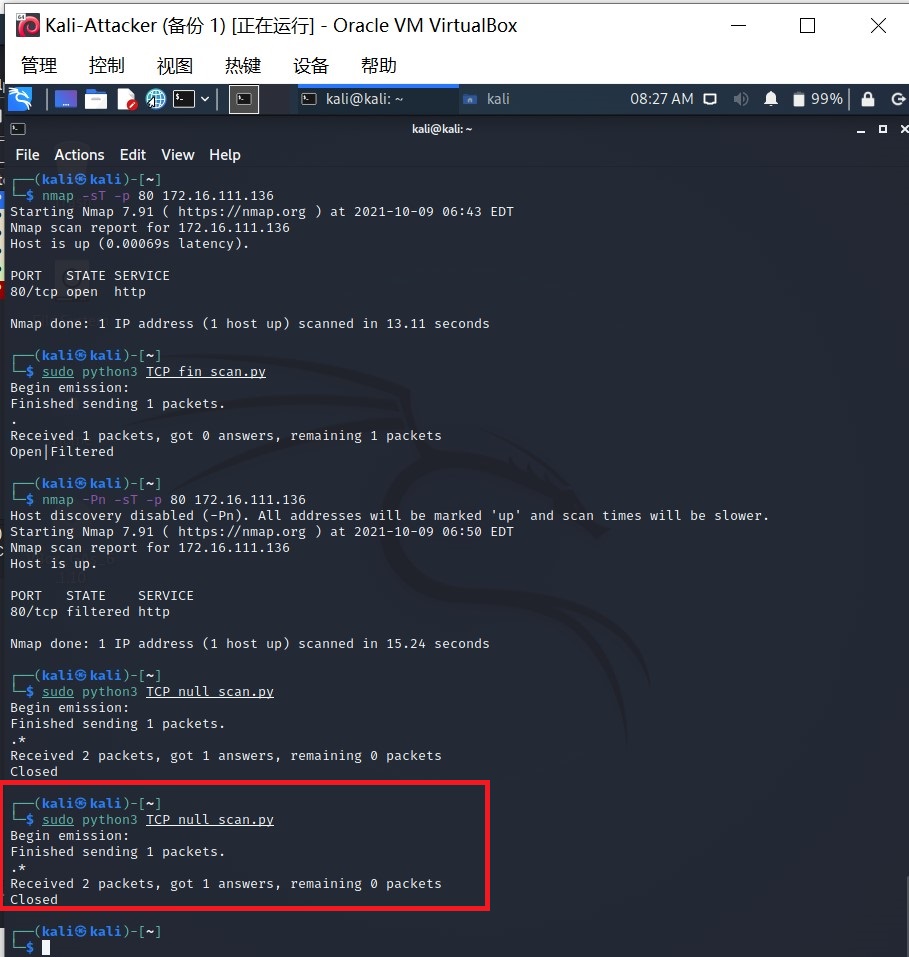 Kali-Attacker (备份 1) [正在运行] - Oracle VM VirtualBox
管理 控制 视图 热键 设备 帮助
kali@kali: ~ kali 08:27 AM 99%
kali@kali: ~
File Actions Edit View Help
┌──(kali㉿kali)-[~]
└─$ nmap -sT -p 80 172.16.111.136
Starting Nmap 7.91 ( https://nmap.org ) at 2021-10-09 06:43 EDT
Nmap scan report for 172.16.111.136
Host is up (0.00069s latency).
PORT STATE SERVICE
80/tcp open http
Nmap done: 1 IP address (1 host up) scanned in 13.11 seconds
┌──(kali㉿kali)-[~]
└─$ sudo python3 TCP_fin_scan.py
Begin emission:
Finished sending 1 packets.
.
Received 1 packets, got 0 answers, remaining 1 packets
Open|Filtered
┌──(kali㉿kali)-[~]
└─$ nmap -Pn -sT -p 80 172.16.111.136
Host discovery disabled (-Pn). All addresses will be marked 'up' and scan times will be slower.
Starting Nmap 7.91 ( https://nmap.org ) at 2021-10-09 06:50 EDT
Nmap scan report for 172.16.111.136
Host is up.
PORT STATE SERVICE
80/tcp filtered http
Nmap done: 1 IP address (1 host up) scanned in 15.24 seconds
┌──(kali㉿kali)-[~]
└─$ sudo python3 TCP_null_scan.py
Begin emission:
Finished sending 1 packets.
.*
Received 2 packets, got 1 answers, remaining 0 packets
Closed
┌──(kali㉿kali)-[~]
└─$ sudo python3 TCP_null_scan.py
Begin emission:
Finished sending 1 packets.
.*
Received 2 packets, got 1 answers, remaining 0 packets
Closed
┌──(kali㉿kali)-[~]
└─$